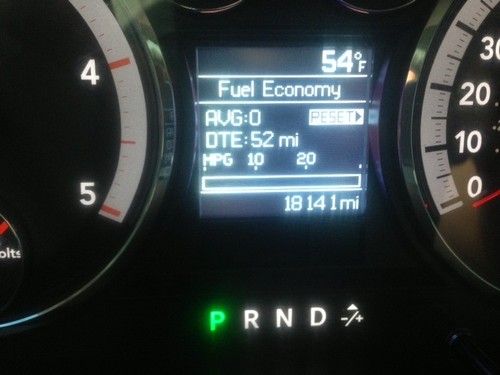 54°F
Fuel Economy
AVG:0 RESET
DTE:52 mi
MPG 10 20
18141mi
4
5
olts
30
20
10
0
P R N D -/+